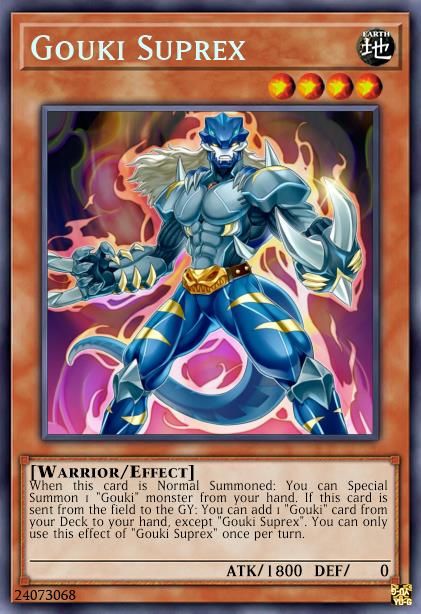 Gouki Suprex
EARTH
地
[Warrior/Effect]
When this card is Normal Summoned: You can Special
Summon 1 "Gouki" monster from your hand. If this card is
sent from the field to the GY: You can add 1 "Gouki" card from
your Deck to your hand, except "Gouki Suprex". You can only
use this effect of "Gouki Suprex" once per turn.
ATK/1800 DEF/ 0
24073068